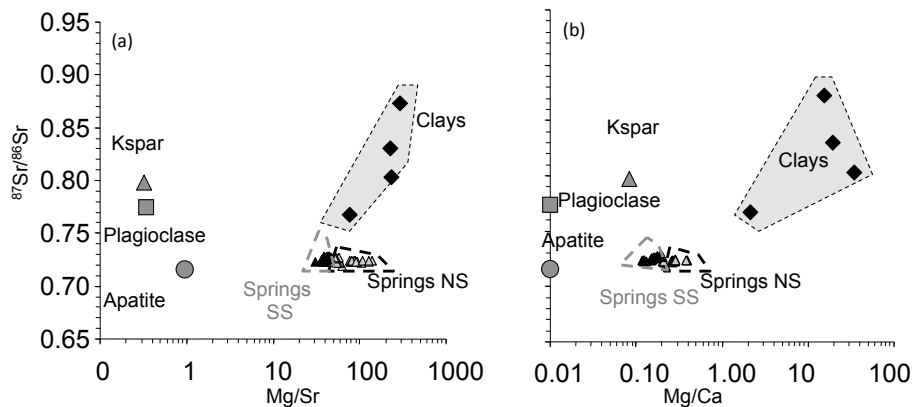 0.95
0.90
0.85
0.80
0.75
0.70
0.65
⁸⁷Sr/⁸⁶Sr
(a)
Clays
Kspar
Plagioclase
Apatite
Springs SS
Springs NS
0 1 10 100 1000
Mg/Sr
(b)
Kspar
Clays
Plagioclase
Apatite
Springs SS
Springs NS
0.01 0.10 1.00 10 100
Mg/Ca